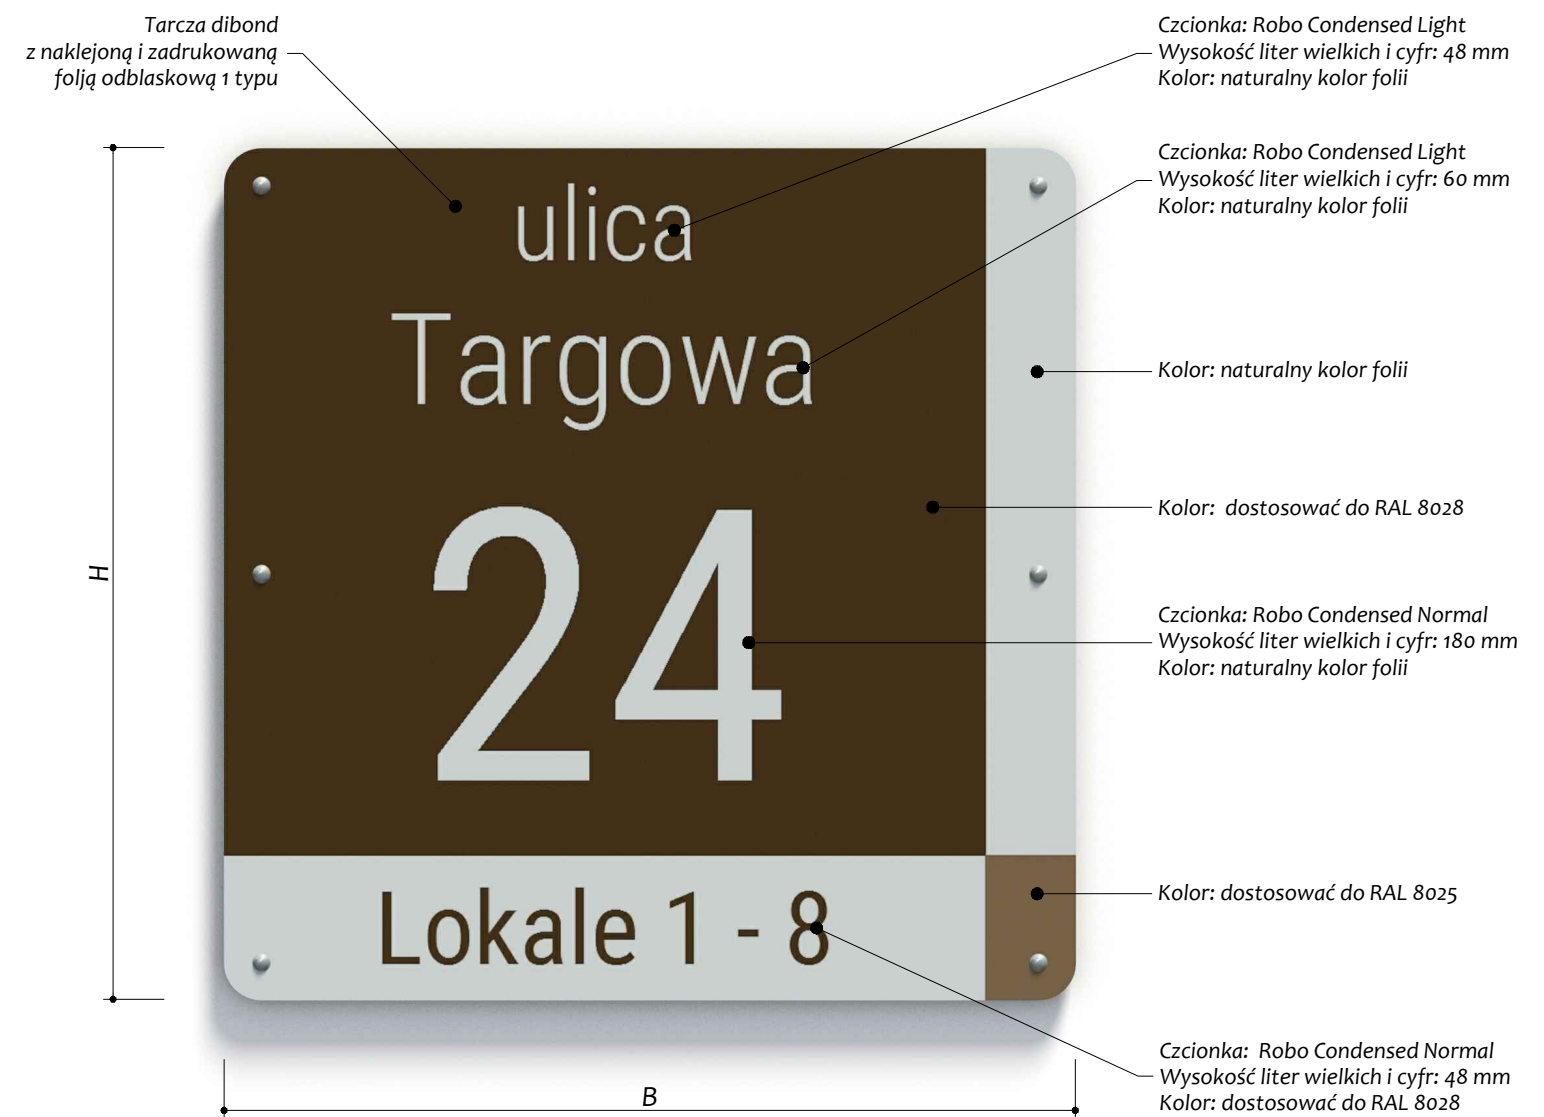 Tarcza dibond
z naklejoną i zadrukowaną
folją odblaskową 1 typu
Czcionka: Robo Condensed Light
Wysokość liter wielkich i cyfr: 48 mm
Kolor: naturalny kolor folii
Czcionka: Robo Condensed Light
Wysokość liter wielkich i cyfr: 60 mm
Kolor: naturalny kolor folii
ulica
Targowa
24
Lokale 1 - 8
Kolor: naturalny kolor folii
Kolor: dostosować do RAL 8028
H
Czcionka: Robo Condensed Normal
Wysokość liter wielkich i cyfr: 180 mm
Kolor: naturalny kolor folii
Kolor: dostosować do RAL 8025
Czcionka: Robo Condensed Normal
Wysokość liter wielkich i cyfr: 48 mm
Kolor: dostosować do RAL 8028
B